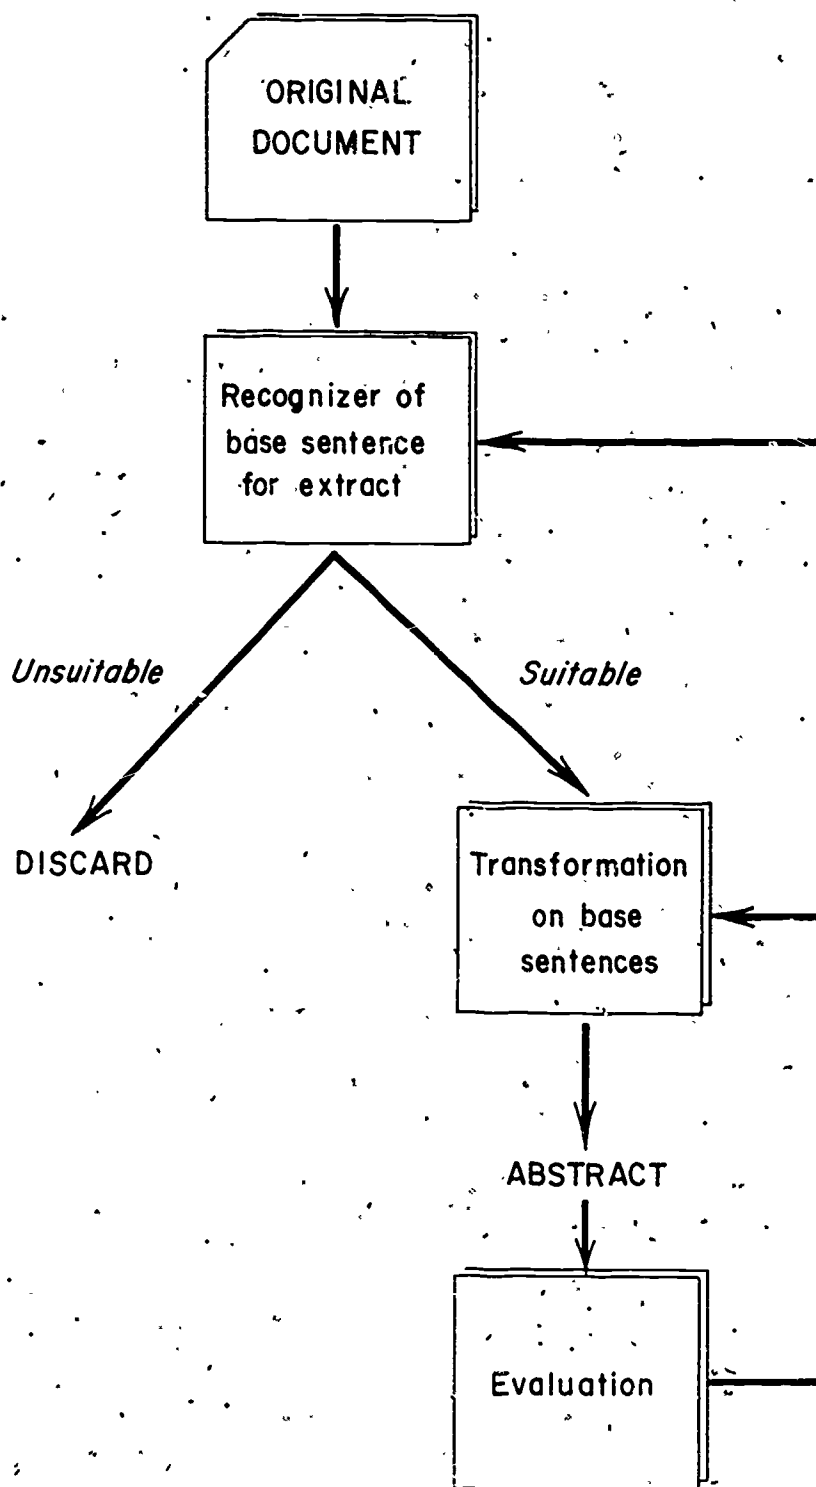 ORIGINAL
DOCUMENT
Recognizer of
base sentence
for extract
Unsuitable
Suitable
DISCARD
Transformation
on base
sentences
ABSTRACT
Evaluation